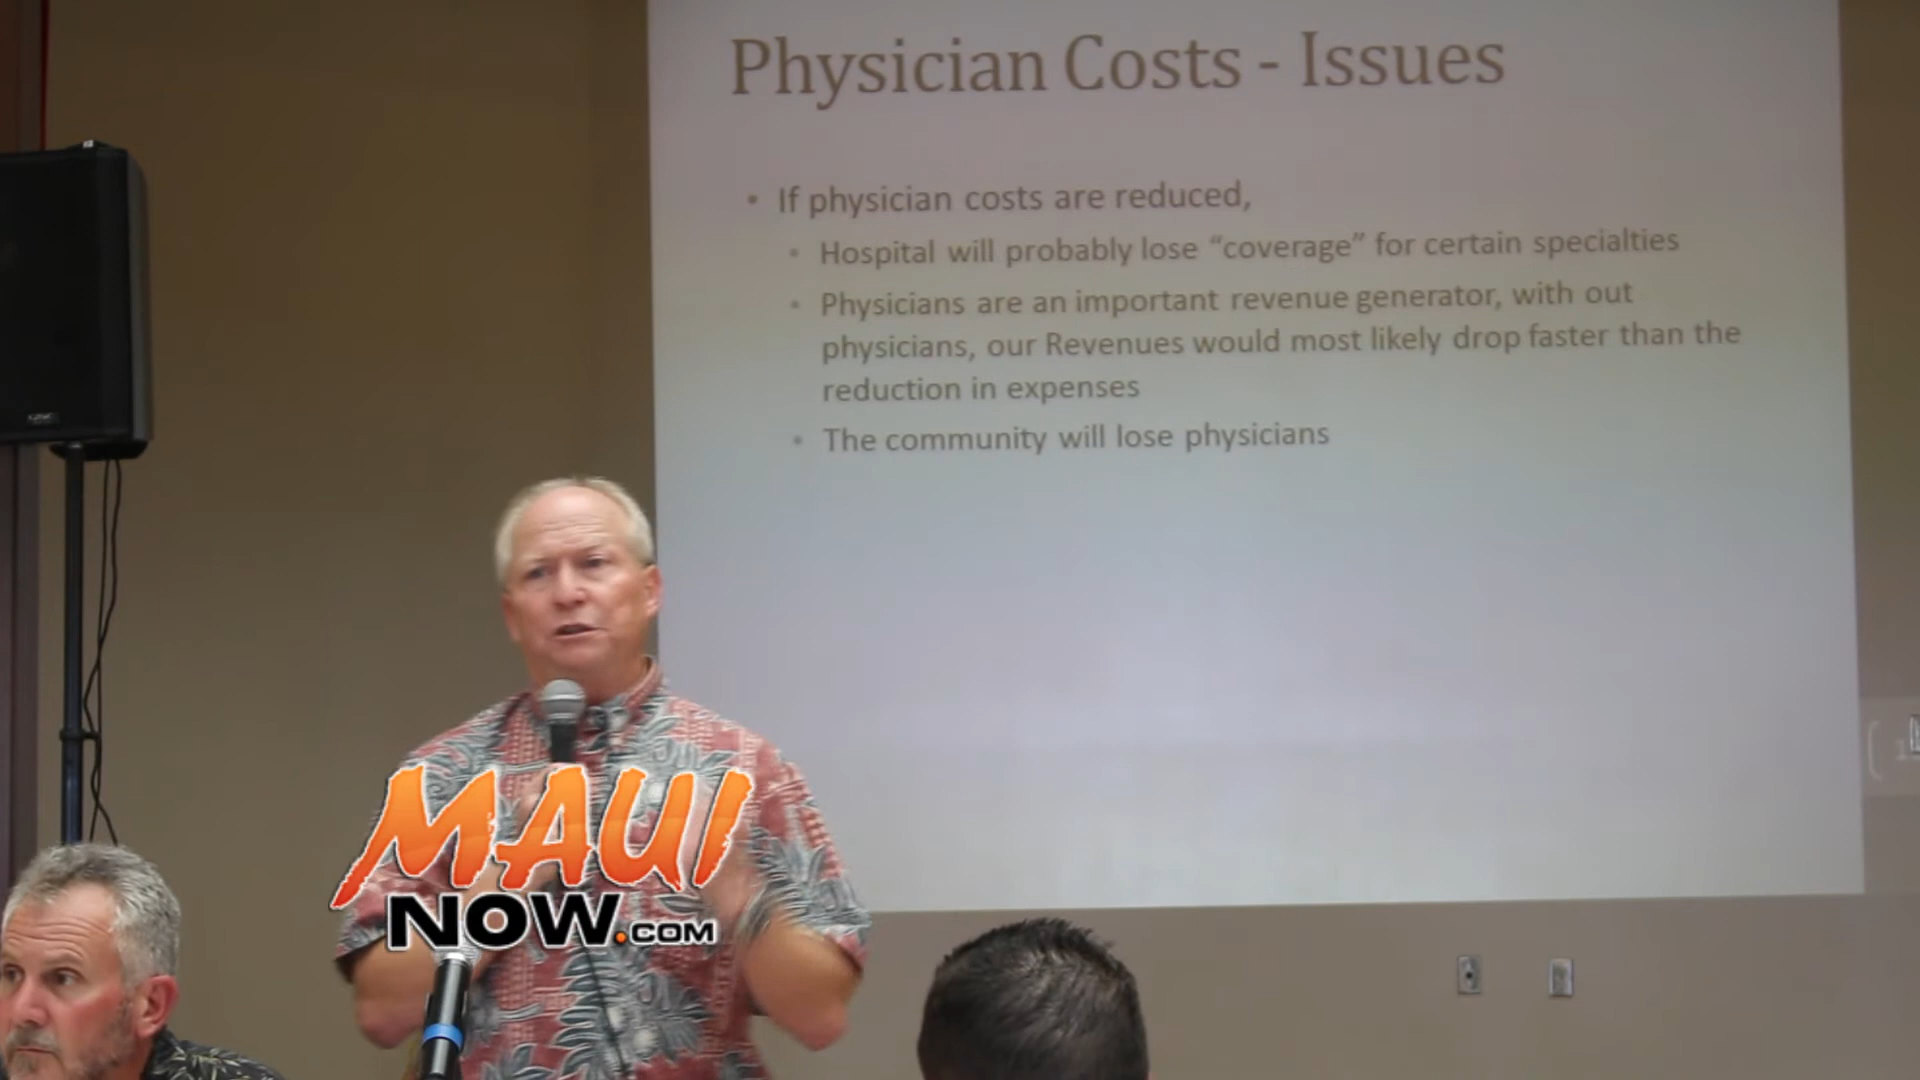 Physician Costs - Issues
• If physician costs are reduced,
• Hospital will probably lose “coverage” for certain specialties
• Physicians are an important revenue generator, with out
physicians, our Revenues would most likely drop faster than the
reduction in expenses
• The community will lose physicians
MAUI
NOW.COM